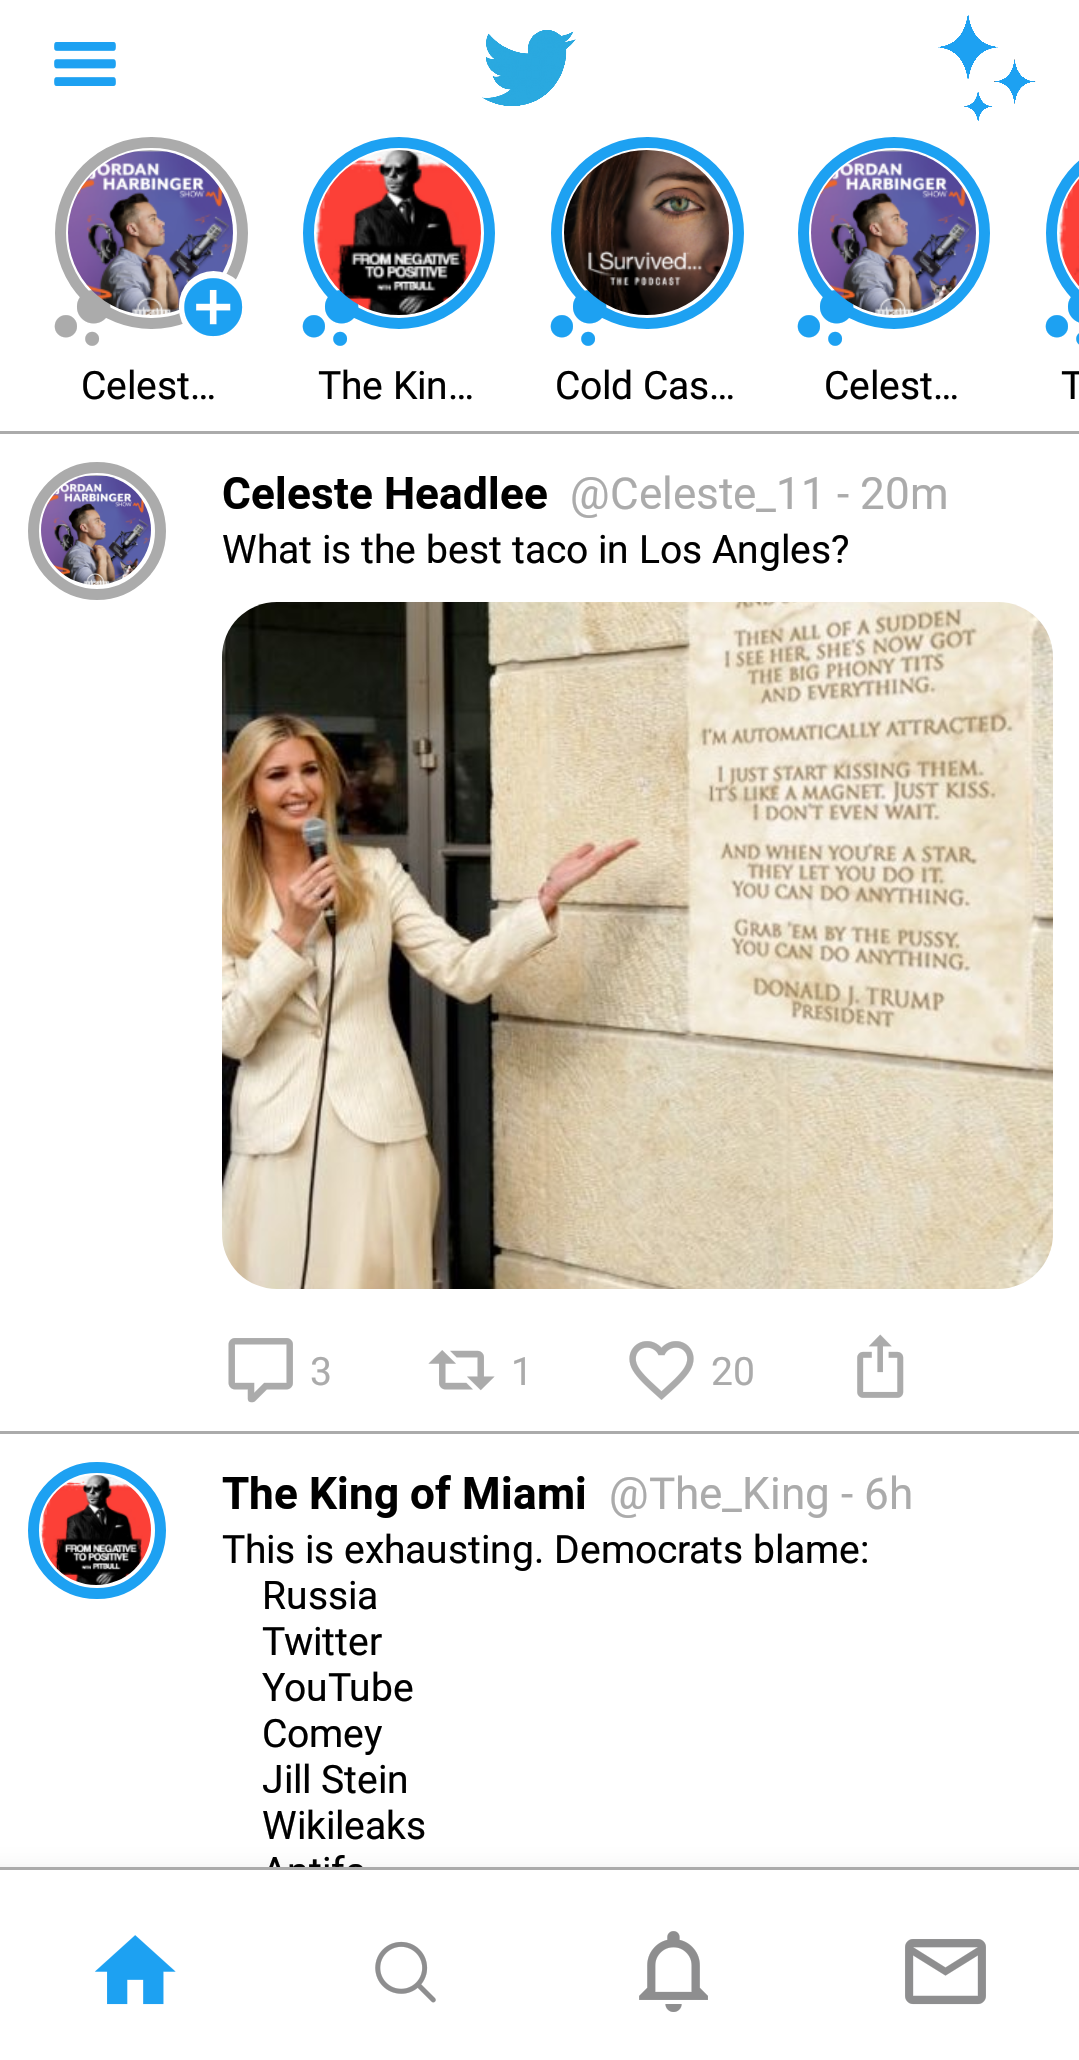 JORDAN
HARBINGER
SHOW
FROM NEGATIVE
TO POSITIVE
WITH PITBULL
I Survived...
THE PODCAST
JORDAN
HARBINGER
SHOW
Celest...
The Kin...
Cold Cas...
Celest...
T
JORDAN
HARBINGER
SHOW
Celeste Headlee @Celeste_11 - 20m
What is the best taco in Los Angles?
THEN ALL OF A SUDDEN
I SEE HER, SHE'S NOW GOT
THE BIG PHONY TITS
AND EVERYTHING.
I'M AUTOMATICALLY ATTRACTED.
I JUST START KISSING THEM.
IT'S LIKE A MAGNET. JUST KISS.
I DON'T EVEN WAIT.
AND WHEN YOU'RE A STAR,
THEY LET YOU DO IT.
YOU CAN DO ANYTHING.
GRAB 'EM BY THE PUSSY.
YOU CAN DO ANYTHING.
DONALD J. TRUMP
PRESIDENT
3
1
20
FROM NEGATIVE
TO POSITIVE
WITH PITBULL
The King of Miami @The_King - 6h
This is exhausting. Democrats blame:
Russia
Twitter
YouTube
Comey
Jill Stein
Wikileaks